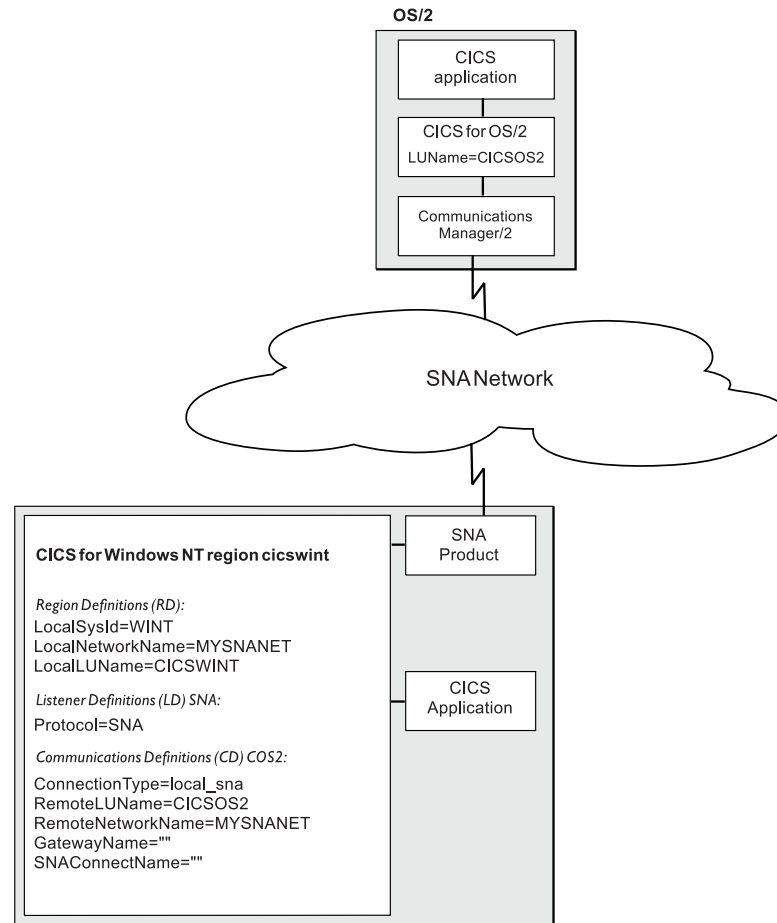 OS/2
CICS
application
CICS for OS/2
LUName=CICSOS2
Communications
Manager/2
SNA Network
SNA
Product
CICS for Windows NT region cicswint
Region Definitions (RD):
LocalSysId=WINT
LocalNetworkName=MYSNANET
LocalLUName=CICSWINT
Listener Definitions (LD) SNA:
Protocol=SNA
CICS
Application
Communications Definitions (CD) COS2:
ConnectionType=local_sna
RemoteLUName=CICSOS2
RemoteNetworkName=MYSNANET
GatewayName=""
SNAConnectName=""